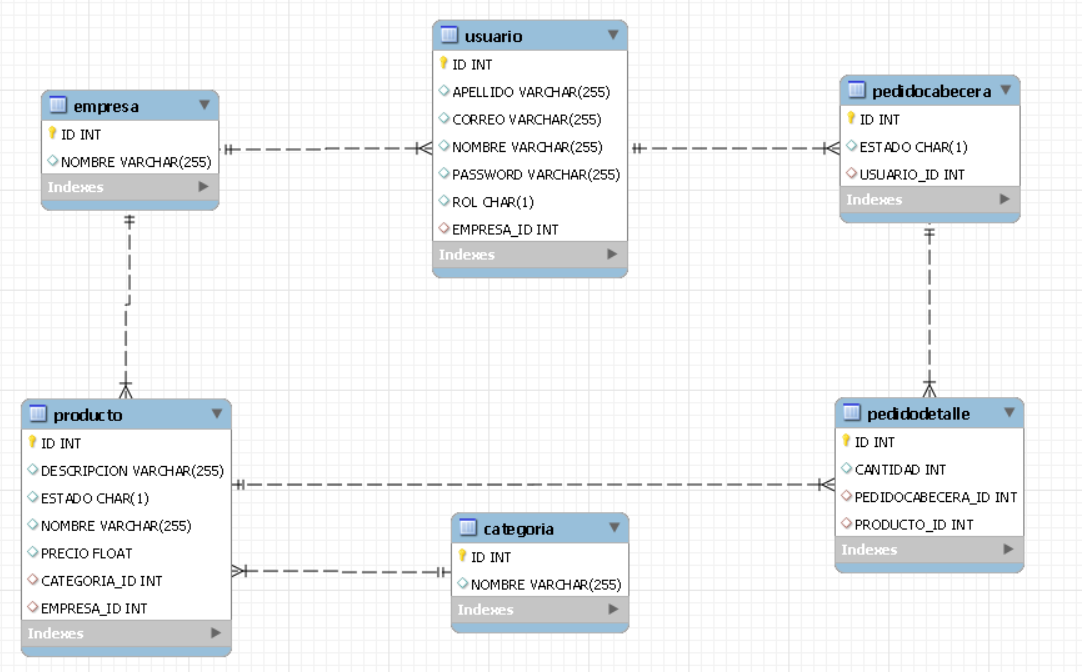 usuario
ID INT
APELLIDO VARCHAR(255)
CORREO VARCHAR(255)
NOMBRE VARCHAR(255)
PASSWORD VARCHAR(255)
ROL CHAR(1)
EMPRESA_ID INT
Indexes
empresa
ID INT
NOMBRE VARCHAR(255)
Indexes
pedidocabecera
ID INT
ESTADO CHAR(1)
USUARIO_ID INT
Indexes
producto
ID INT
DESCRIPCION VARCHAR(255)
ESTADO CHAR(1)
NOMBRE VARCHAR(255)
PRECIO FLOAT
CATEGORIA_ID INT
EMPRESA_ID INT
Indexes
categoria
ID INT
NOMBRE VARCHAR(255)
Indexes
pedidodetalle
ID INT
CANTIDAD INT
PEDIDOCABECERA_ID INT
PRODUCTO_ID INT
Indexes